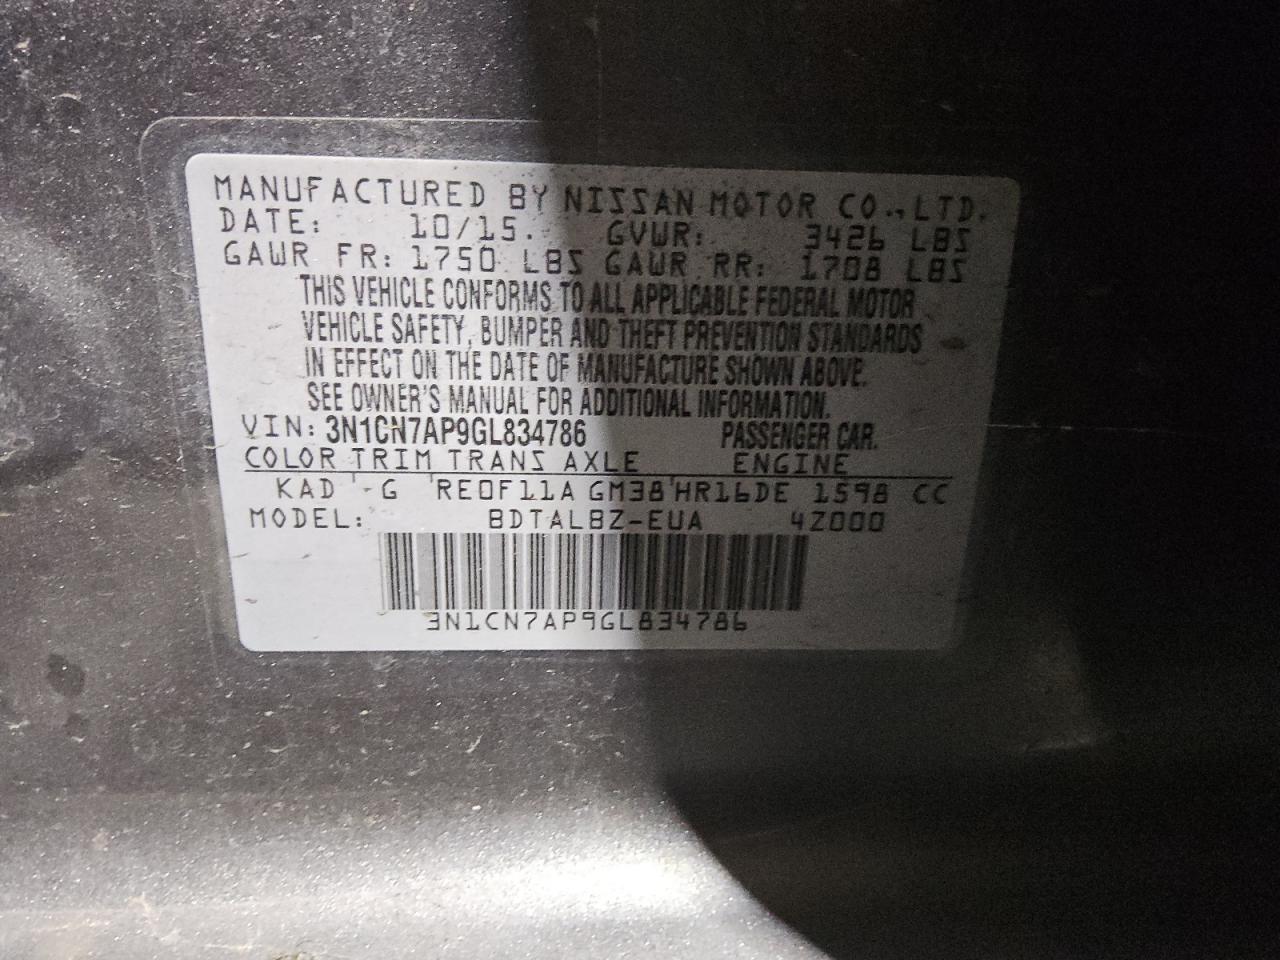 MANUFACTURED BY NISSAN MOTOR CO.,LTD.
DATE: 10/15. GVWR: 3426 LBS
GAWR FR: 1750 LBS GAWR RR: 1708 LBS
THIS VEHICLE CONFORMS TO ALL APPLICABLE FEDERAL MOTOR
VEHICLE SAFETY, BUMPER AND THEFT PREVENTION STANDARDS
IN EFFECT ON THE DATE OF MANUFACTURE SHOWN ABOVE.
SEE OWNER'S MANUAL FOR ADDITIONAL INFORMATION.
VIN: 3N1CN7AP9GL834786 PASSENGER CAR.
COLOR TRIM TRANS AXLE ENGINE
KAD G RE0F11A GM38 HR16DE 1598 CC
MODEL: BDTALBZ-EUA 4Z000
3N1CN7AP9GL834786